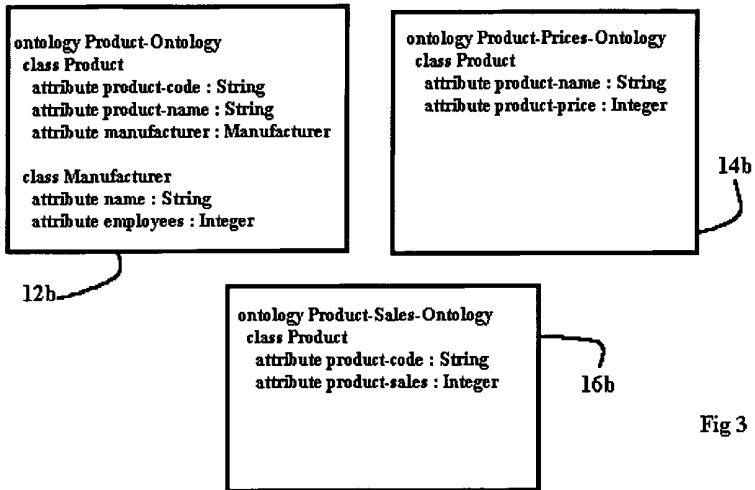 ontology Product-Ontology
class Product
attribute product-code : String
attribute product-name : String
attribute manufacturer : Manufacturer
class Manufacturer
attribute name : String
attribute employees : Integer
12b
ontology Product-Prices-Ontology
class Product
attribute product-name : String
attribute product-price : Integer
14b
ontology Product-Sales-Ontology
class Product
attribute product-code : String
attribute product-sales : Integer
16b
Fig 3